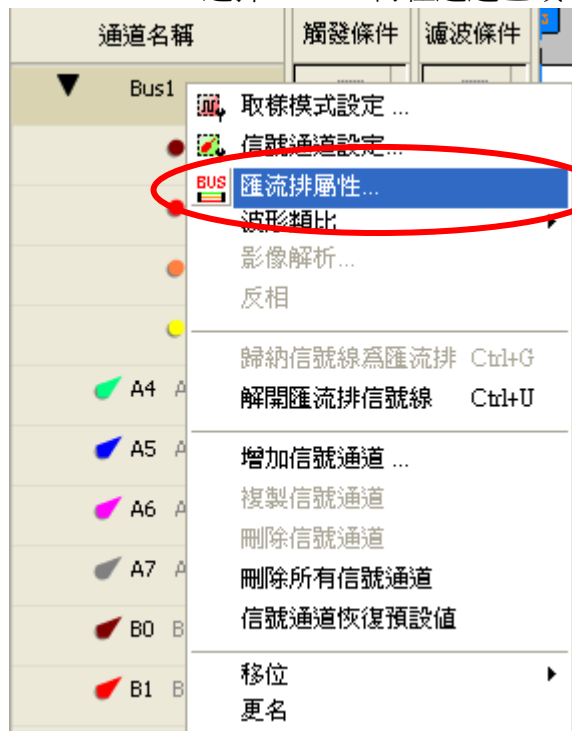 通道名稱 觸發條件 濾波條件
Bus1
取樣模式設定 ...
信號通道設定...
BUS 匯流排屬性...
波形類比
影像解析...
反相
歸納信號線爲匯流排 Ctrl+G
A4 A 解開匯流排信號線 Ctrl+U
A5 A 增加信號通道 ...
A6 A 複製信號通道
刪除信號通道
A7 A 刪除所有信號通道
B0 B 信號通道恢復預設値
移位
B1 B 更名